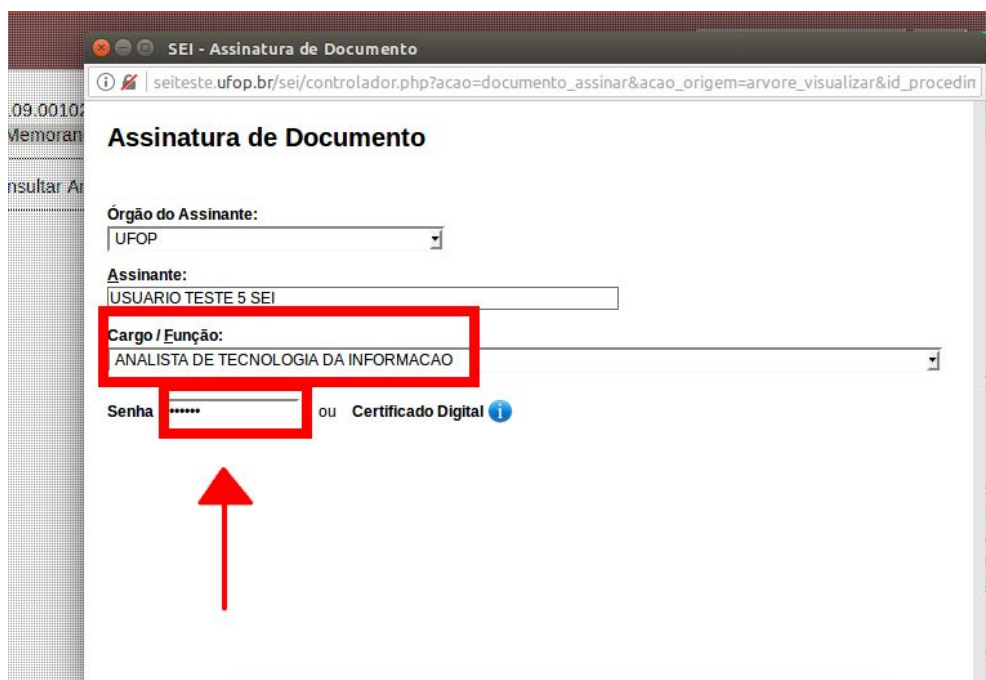 SEI - Assinatura de Documento
seiteste.ufop.br/sei/controlador.php?acao=documento_assinar&acao_origem=arvore_visualizar&id_procedin
.09.00102
Memoran
Assinatura de Documento
nsultar A
Órgão do Assinante:
UFOP
Assinante:
USUARIO TESTE 5 SEI
Cargo / Função:
ANALISTA DE TECNOLOGIA DA INFORMACAO
Senha •••••• ou Certificado Digital i